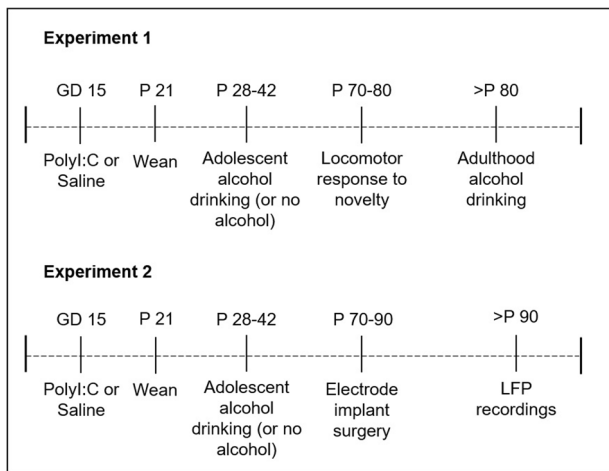 Experiment 1
GD 15 P 21 P 28-42 P 70-80 >P 80
PolyI:C or Wean Adolescent Locomotor Adulthood
Saline alcohol response to alcohol
drinking (or no novelty drinking
alcohol)
Experiment 2
GD 15 P 21 P 28-42 P 70-90 >P 90
PolyI:C or Wean Adolescent Electrode LFP
Saline alcohol implant recordings
drinking (or no surgery
alcohol)